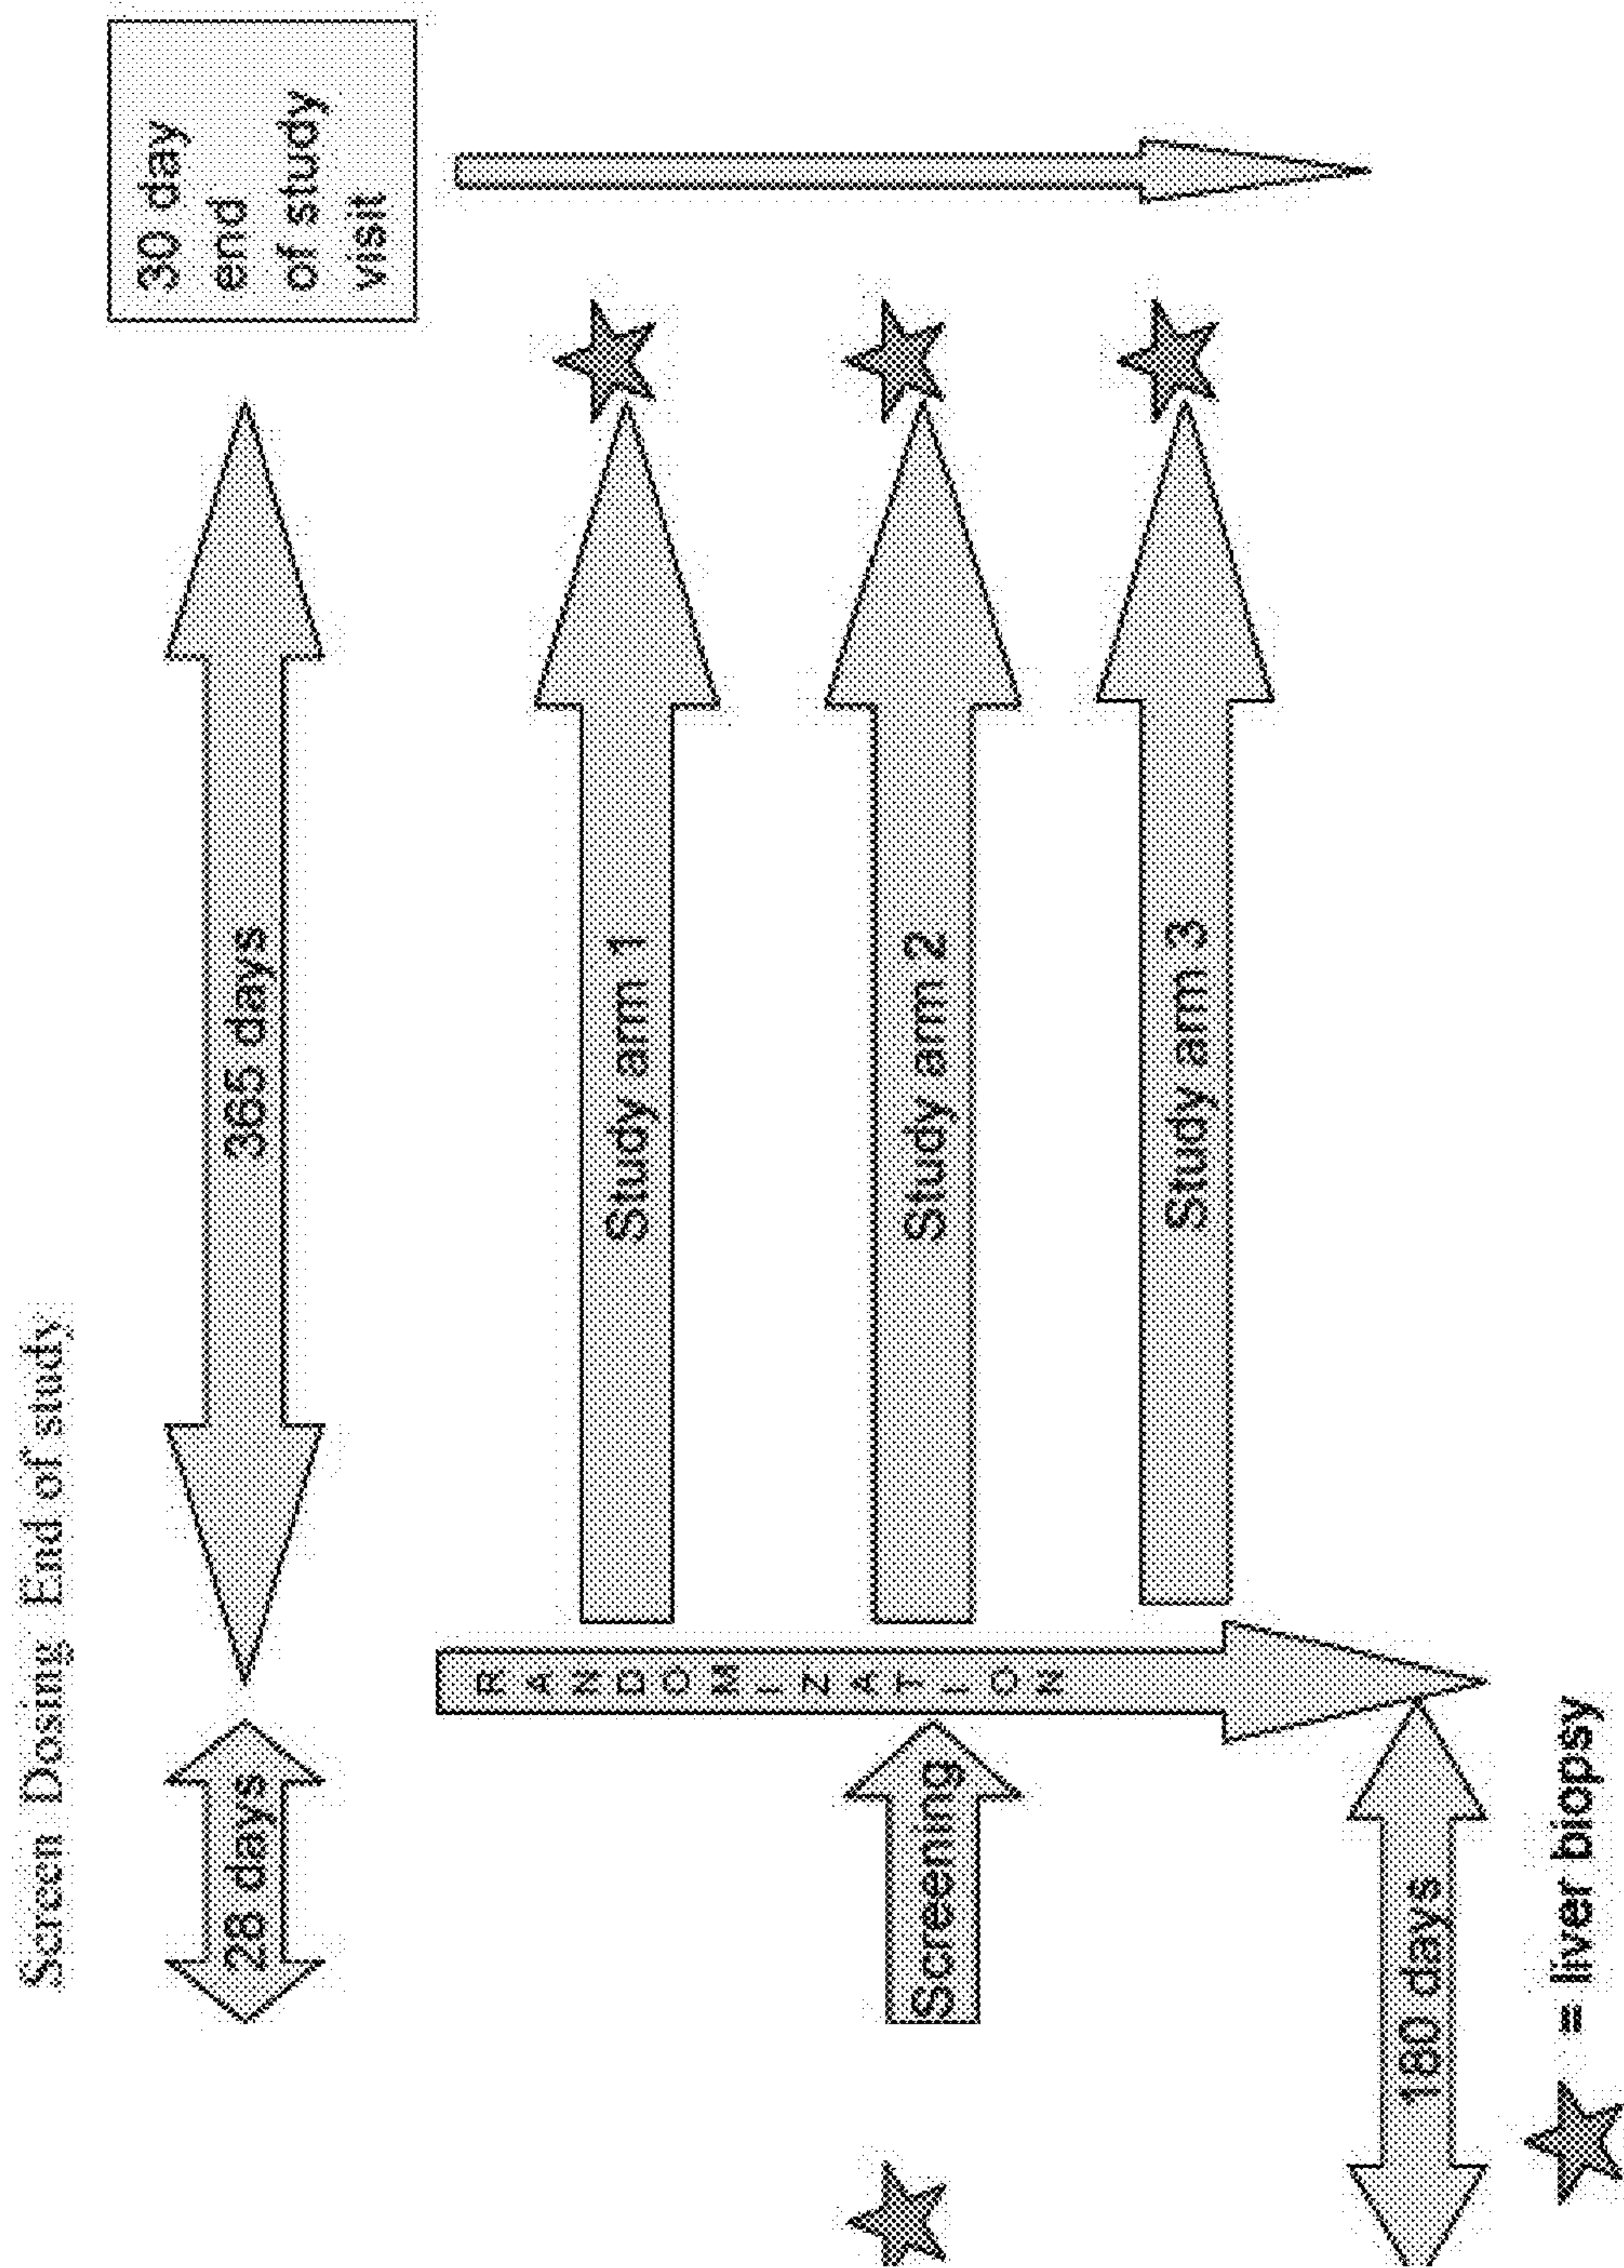 Screen Dosing End of study
28 days
365 days
30 day
end
of study
visit
RANDOMIZATION
Study arm 1
Screening
Study arm 2
Study arm 3
180 days
= liver biopsy